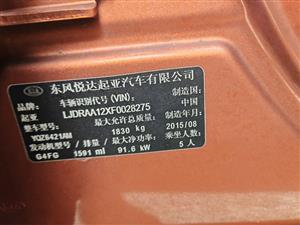 东风悦达起亚汽车有限公司
品牌: 车辆识别代号(VIN): 制造国:
起亚 LJDRAA12XF0028275 中国
整车型号: 最大允许总质量: 制造年月:
YQZ6421AM 1830 kg 2015/08
发动机型号/排量/最大净功率: 乘坐人数:
G4FG 1591 ml 91.6 kW 5 人